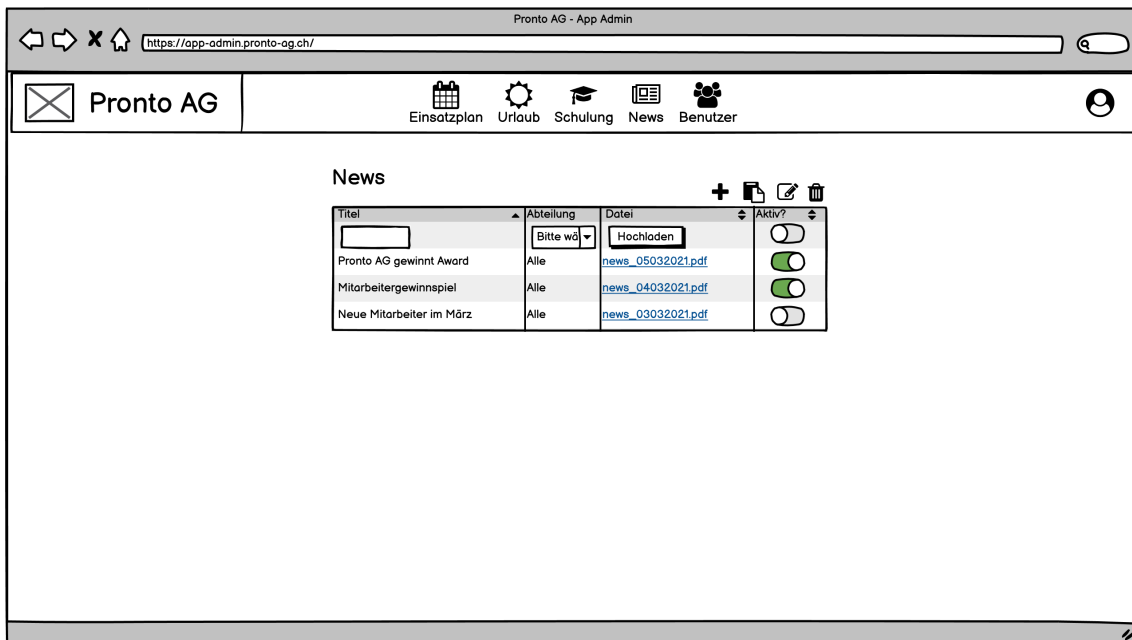 Pronto AG - App Admin
https://app-admin.pronto-ag.ch/
Pronto AG
Einsatzplan Urlaub Schulung News Benutzer
News
Titel Abteilung Datei Aktiv?
Bitte wä Hochladen
Pronto AG gewinnt Award Alle news_05032021.pdf
Mitarbeitergewinnspiel Alle news_04032021.pdf
Neue Mitarbeiter im März Alle news_03032021.pdf